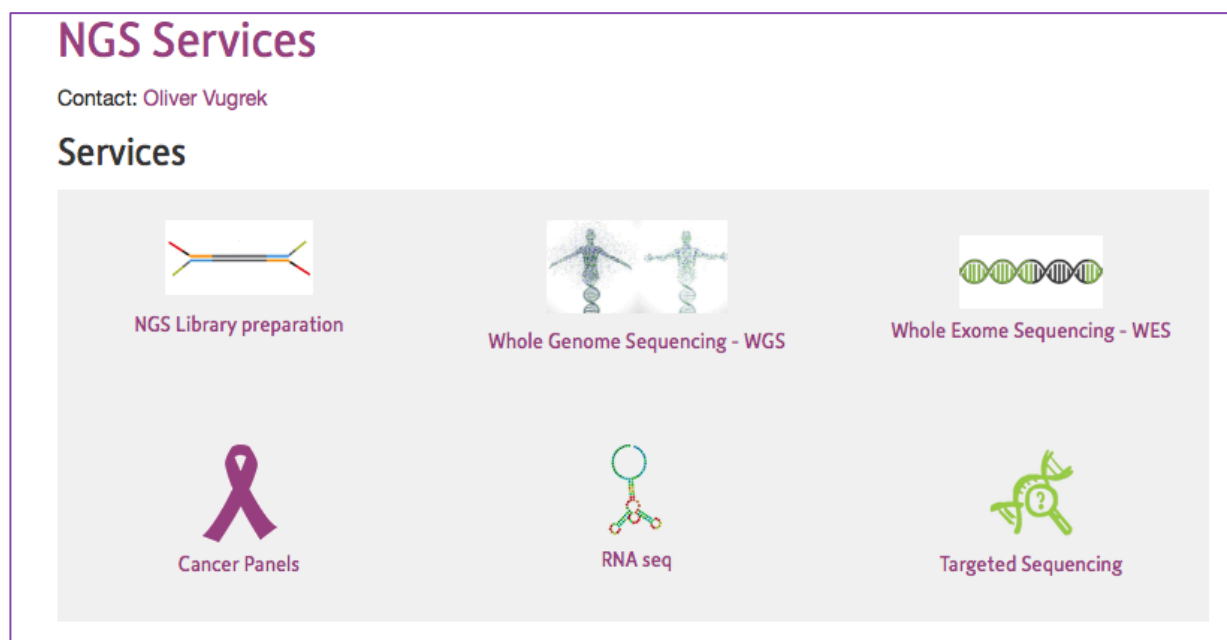 NGS Services
Contact: Oliver Vugrek
Services
NGS Library preparation
Whole Genome Sequencing - WGS
Whole Exome Sequencing - WES
Cancer Panels
RNA seq
?
Targeted Sequencing